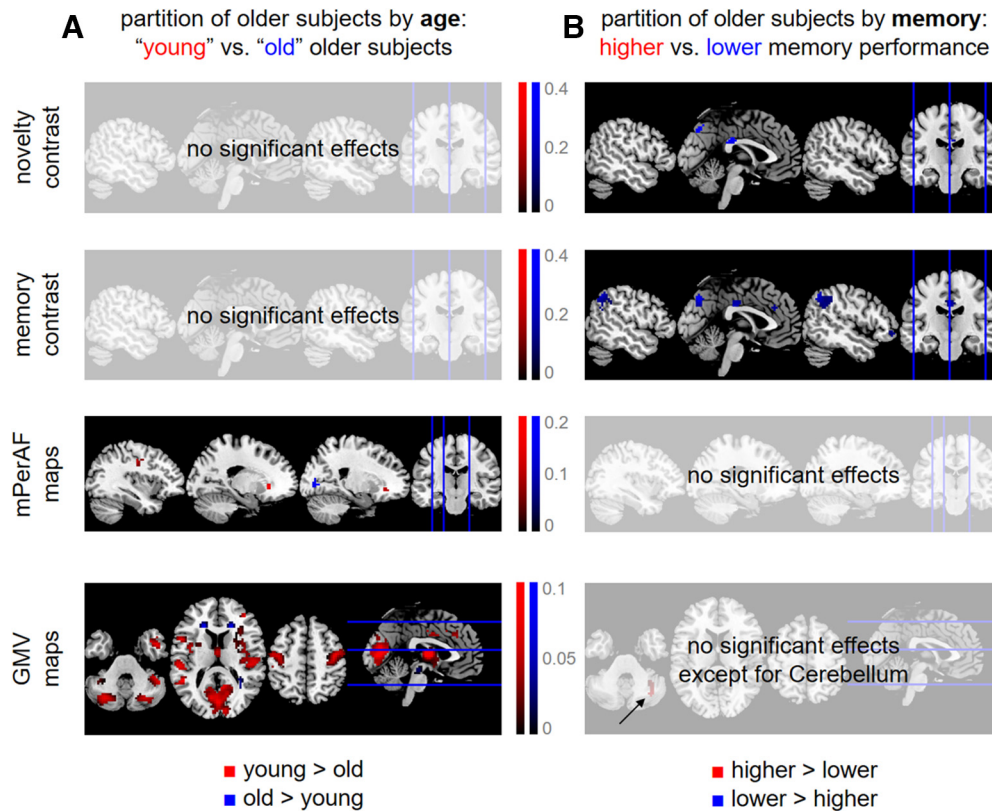 A
partition of older subjects by age:
“young” vs. “old” older subjects
B
partition of older subjects by memory:
higher vs. lower memory performance
novelty
contrast
no significant effects
0.4
0.2
0
memory
contrast
no significant effects
0.4
0.2
0
mPerAF
maps
0.2
0.1
0
no significant effects
GMV
maps
0.1
0.05
0
no significant effects
except for Cerebellum
young > old
old > young
higher > lower
lower > higher